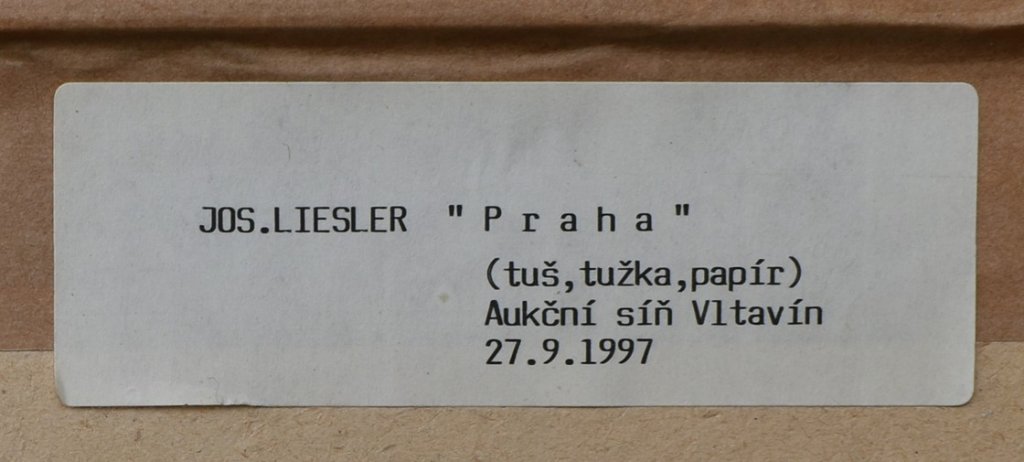 JOS.LIESLER " P r a h a "
(tuš,tužka,papír)
Aukční síň Vltavín
27.9.1997